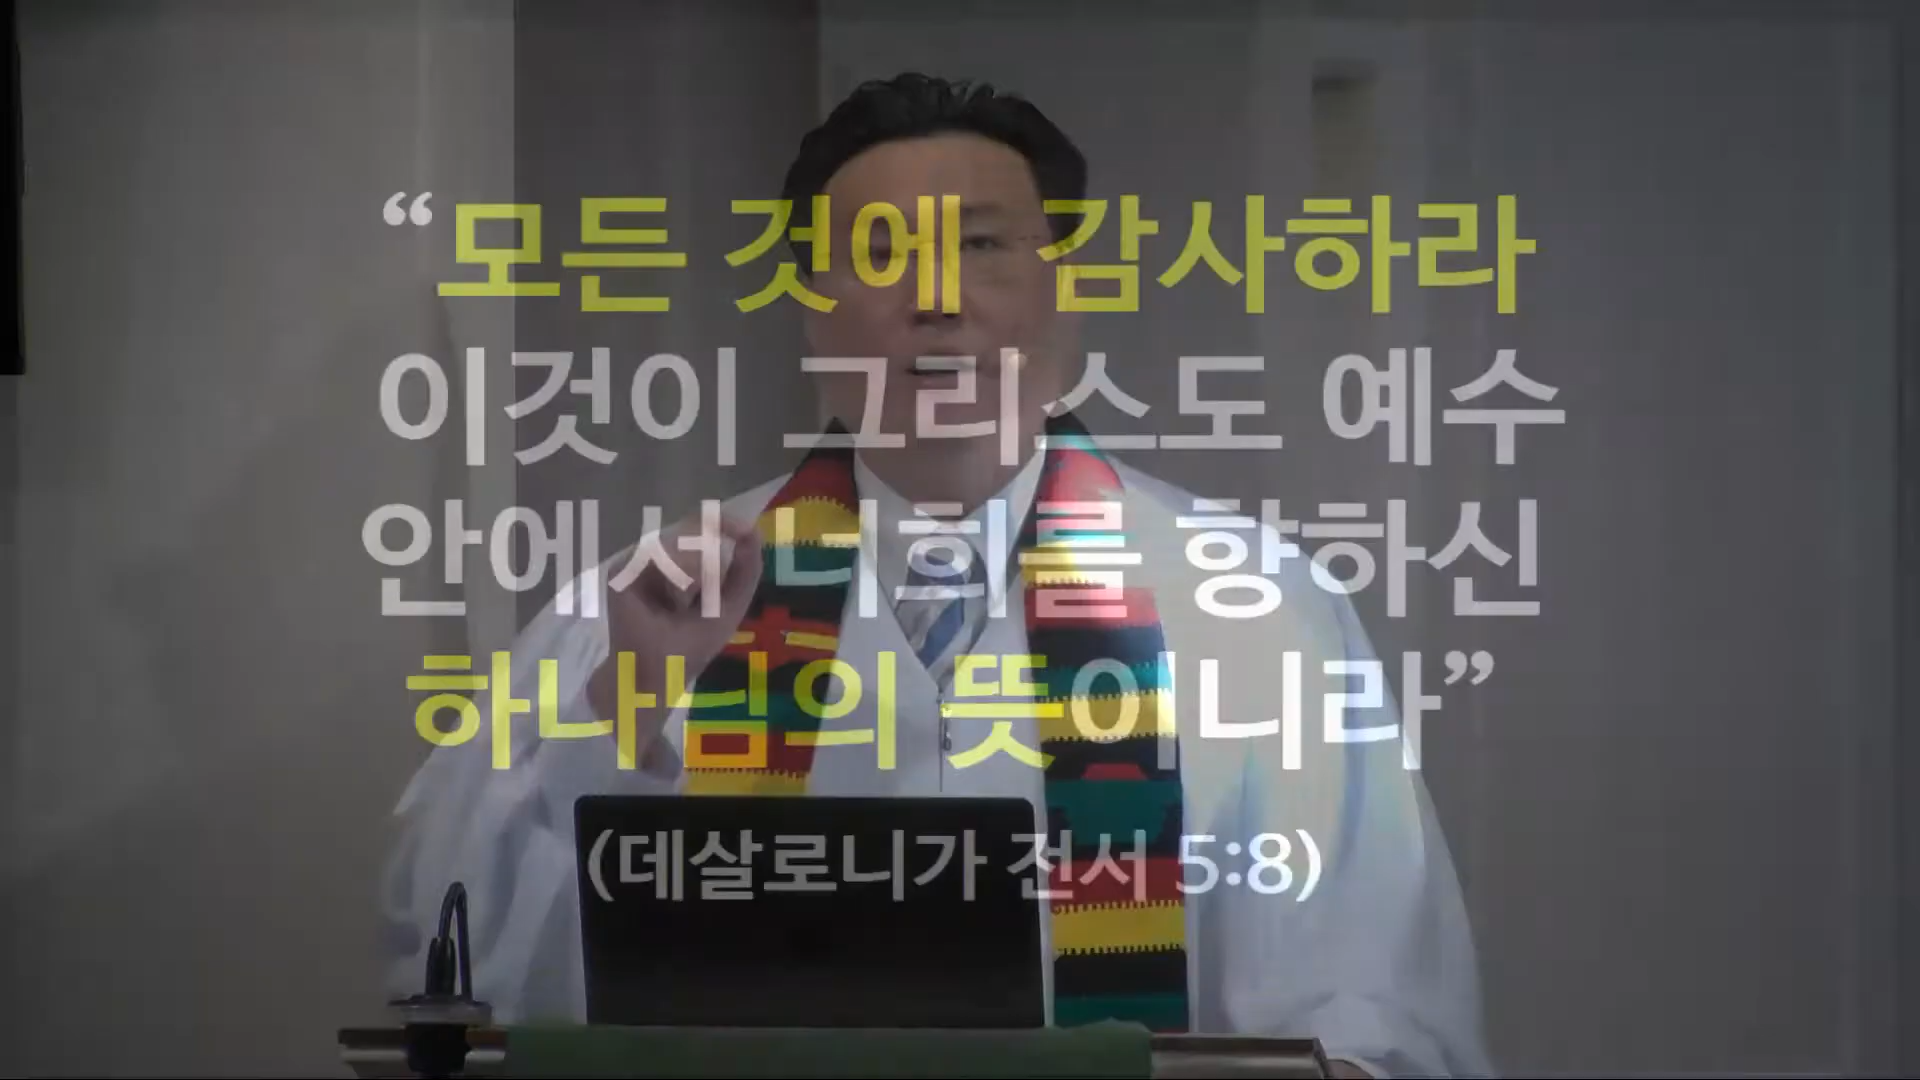 “모든 것에 감사하라
이것이 그리스도 예수
안에서 너희를 향하신
하나님의 뜻이니라”
(데살로니가 전서 5:8)